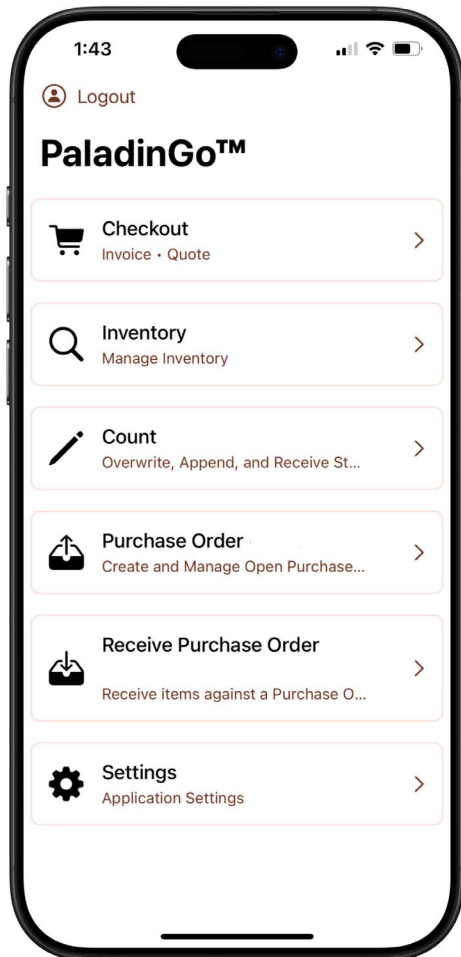 1:43
Logout
PaladinGo™
Checkout
Invoice • Quote
Inventory
Manage Inventory
Count
Overwrite, Append, and Receive St...
Purchase Order
Create and Manage Open Purchase...
Receive Purchase Order
Receive items against a Purchase O...
Settings
Application Settings